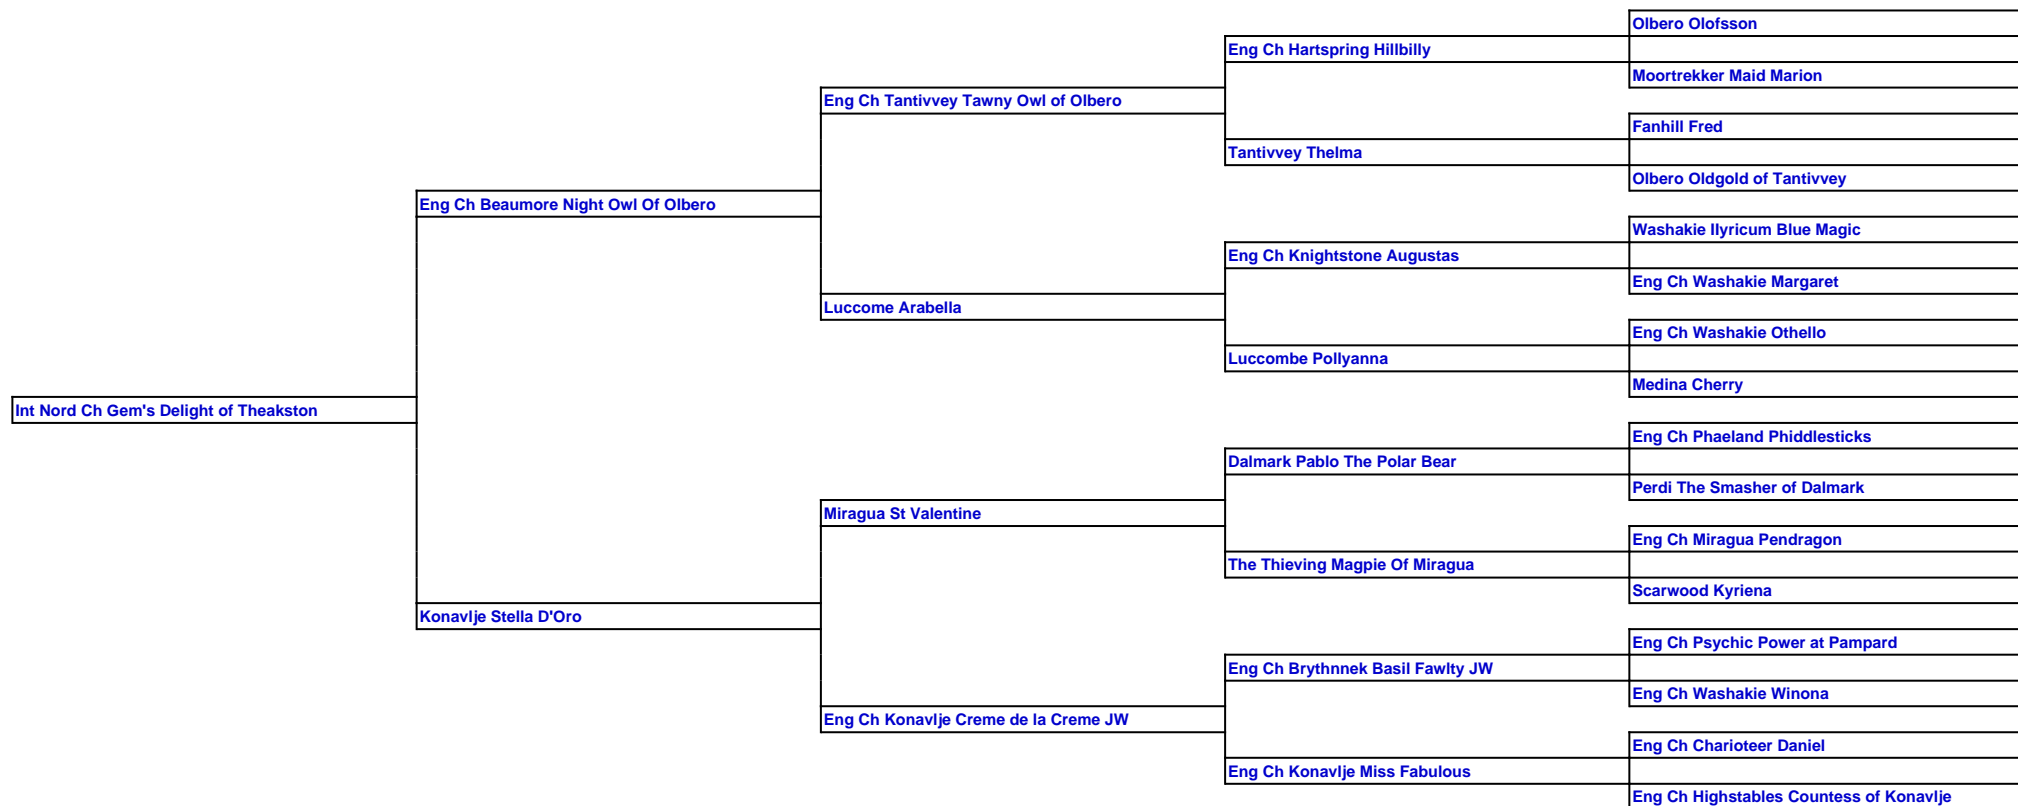 Olbero Olofsson
Eng Ch Hartspring Hillbilly
Moortrekker Maid Marion
Eng Ch Tantivvey Tawny Owl of Olbero
Fanhill Fred
Tantivvey Thelma
Olbero Oldgold of Tantivvey
Eng Ch Beaumore Night Owl Of Olbero
Washakie Ilyricum Blue Magic
Eng Ch Knightstone Augustas
Eng Ch Washakie Margaret
Luccome Arabella
Eng Ch Washakie Othello
Luccombe Pollyanna
Medina Cherry
Int Nord Ch Gem's Delight of Theakston
Eng Ch Phaeland Phiddlesticks
Dalmark Pablo The Polar Bear
Perdi The Smasher of Dalmark
Miragua St Valentine
Eng Ch Miragua Pendragon
The Thieving Magpie Of Miragua
Scarwood Kyriena
Konavlje Stella D'Oro
Eng Ch Psychic Power at Pampard
Eng Ch Brythnnek Basil Fawlty JW
Eng Ch Washakie Winona
Eng Ch Konavlje Creme de la Creme JW
Eng Ch Charioteer Daniel
Eng Ch Konavlje Miss Fabulous
Eng Ch Highstables Countess of Konavlje